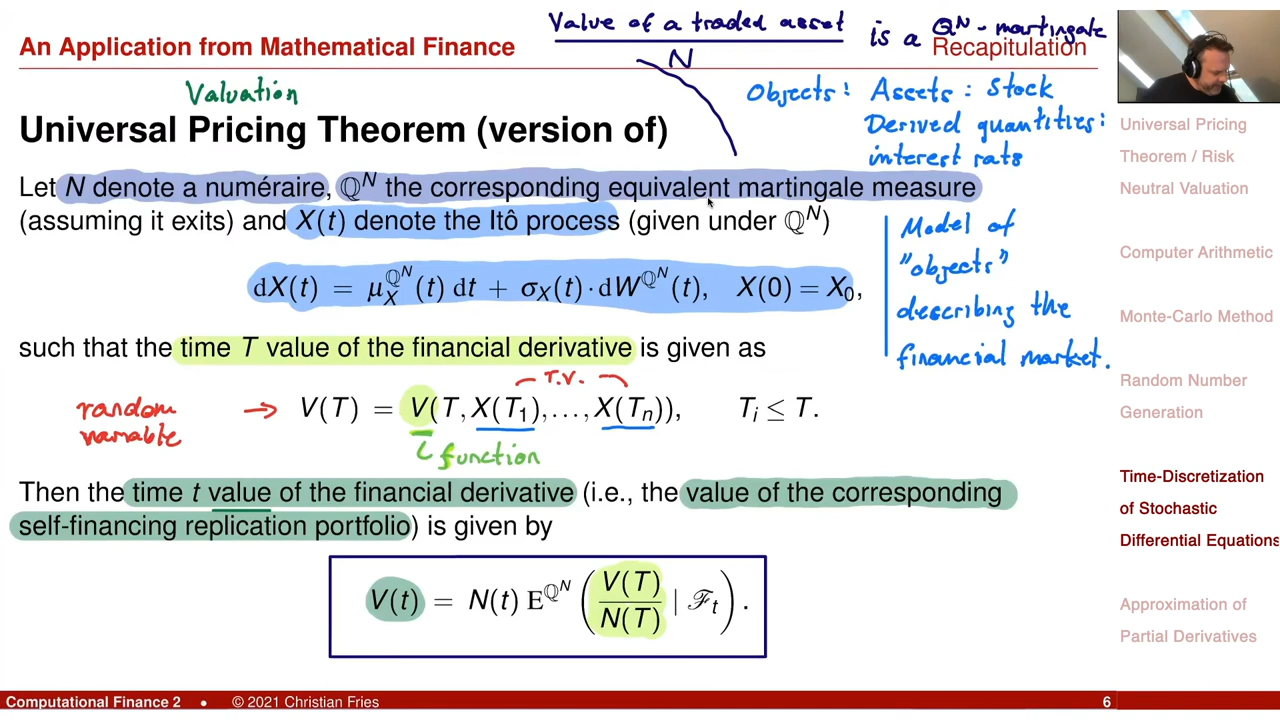 Value of a traded asset is a Q^N-martingale
N
An Application from Mathematical Finance
Recapitulation
Valuation
Objects: Assets: Stock
Derived quantities:
interest rats
Universal Pricing Theorem (version of)
Let N denote a numéraire, ℚ^N the corresponding equivalent martingale measure
(assuming it exits) and X(t) denote the Itô process (given under ℚ^N)
Model of
"objects"
describing the
financial market.
dX(t) = μ_X^{ℚ^N}(t) dt + σ_X(t)·dW^{ℚ^N}(t), X(0) = X_0,
such that the time T value of the financial derivative is given as
r.v.
random
variable
→ V(T) = V(T, X(T_1), …, X(T_n)), T_i ≤ T.
function
Then the time t value of the financial derivative (i.e., the value of the corresponding
self-financing replication portfolio) is given by
V(t) = N(t) E^{ℚ^N} ( V(T) / N(T) | ℱ_t ).
Universal Pricing
Theorem / Risk
Neutral Valuation
Computer Arithmetic
Monte-Carlo Method
Random Number
Generation
Time-Discretization
of Stochastic
Differential Equations
Approximation of
Partial Derivatives
Computational Finance 2 • © 2021 Christian Fries 6